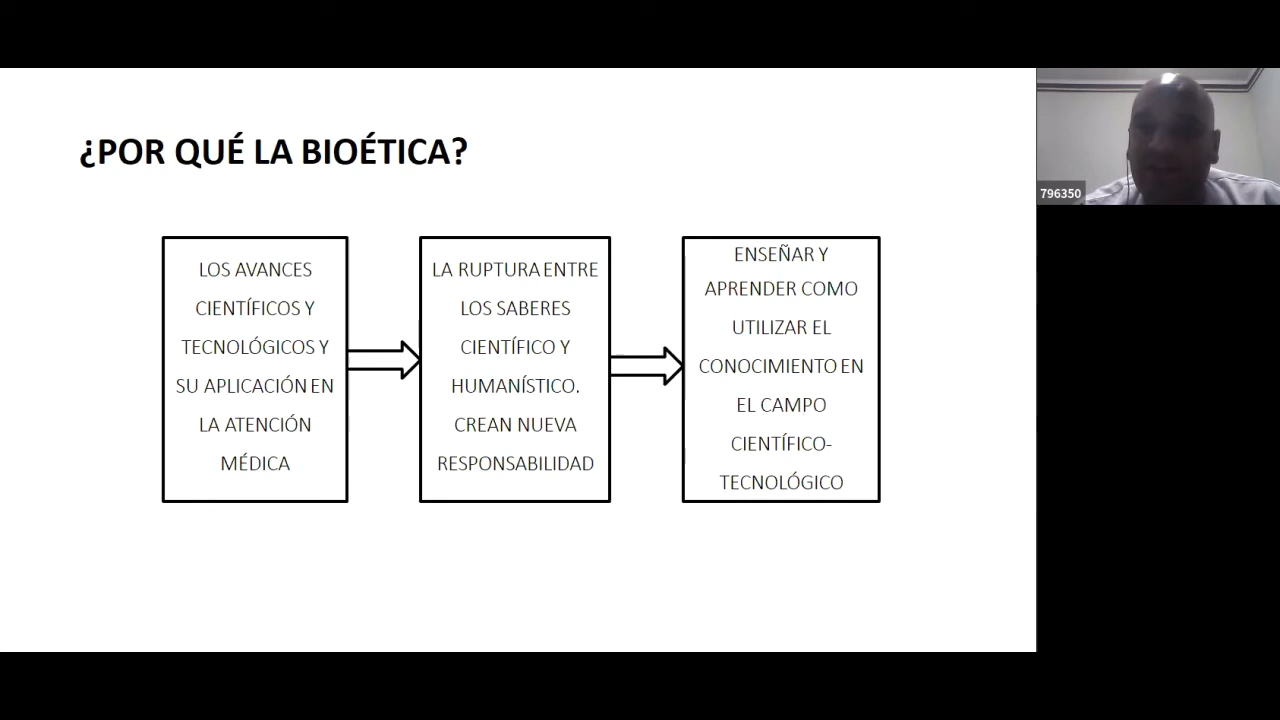 ¿POR QUÉ LA BIOÉTICA?
LOS AVANCES
CIENTÍFICOS Y
TECNOLÓGICOS Y
SU APLICACIÓN EN
LA ATENCIÓN
MÉDICA
LA RUPTURA ENTRE
LOS SABERES
CIENTÍFICO Y
HUMANÍSTICO.
CREAN NUEVA
RESPONSABILIDAD
ENSEÑAR Y
APRENDER COMO
UTILIZAR EL
CONOCIMIENTO EN
EL CAMPO
CIENTÍFICO-
TECNOLÓGICO
796350